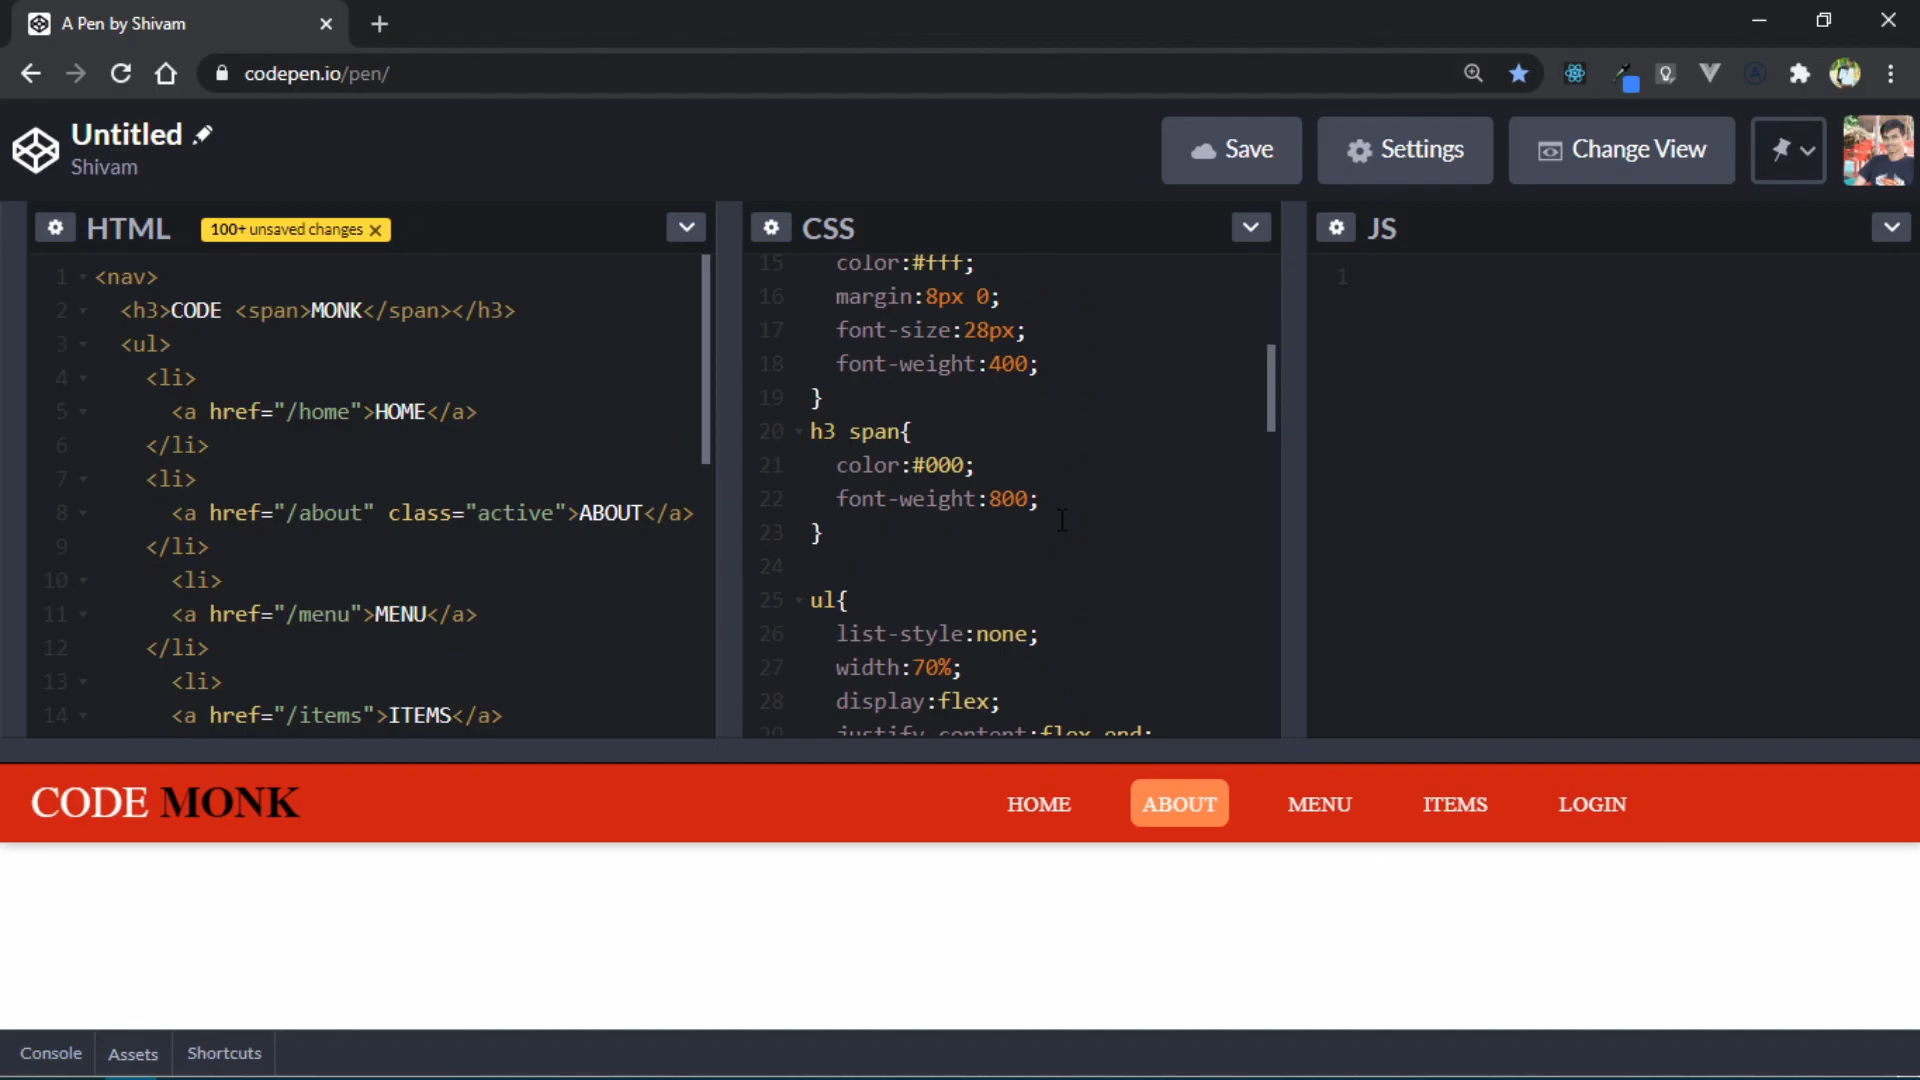 A Pen by Shivam
codepen.io/pen/
Untitled
Shivam
Save
Settings
Change View
HTML
100+ unsaved changes
1 <nav>
2 <h3>CODE <span>MONK</span></h3>
3 <ul>
4 <li>
5 <a href="/home">HOME</a>
6 </li>
7 <li>
8 <a href="/about" class="active">ABOUT</a>
9 </li>
10 <li>
11 <a href="/menu">MENU</a>
12 </li>
13 <li>
14 <a href="/items">ITEMS</a>
CSS
15 color:#fff;
16 margin:8px 0;
17 font-size:28px;
18 font-weight:400;
19 }
20 h3 span{
21 color:#000;
22 font-weight:800;
23 }
24
25 ul{
26 list-style:none;
27 width:70%;
28 display:flex;
29 justify-content:flex-end;
JS
1
CODE MONK
HOME
ABOUT
MENU
ITEMS
LOGIN
Console
Assets
Shortcuts